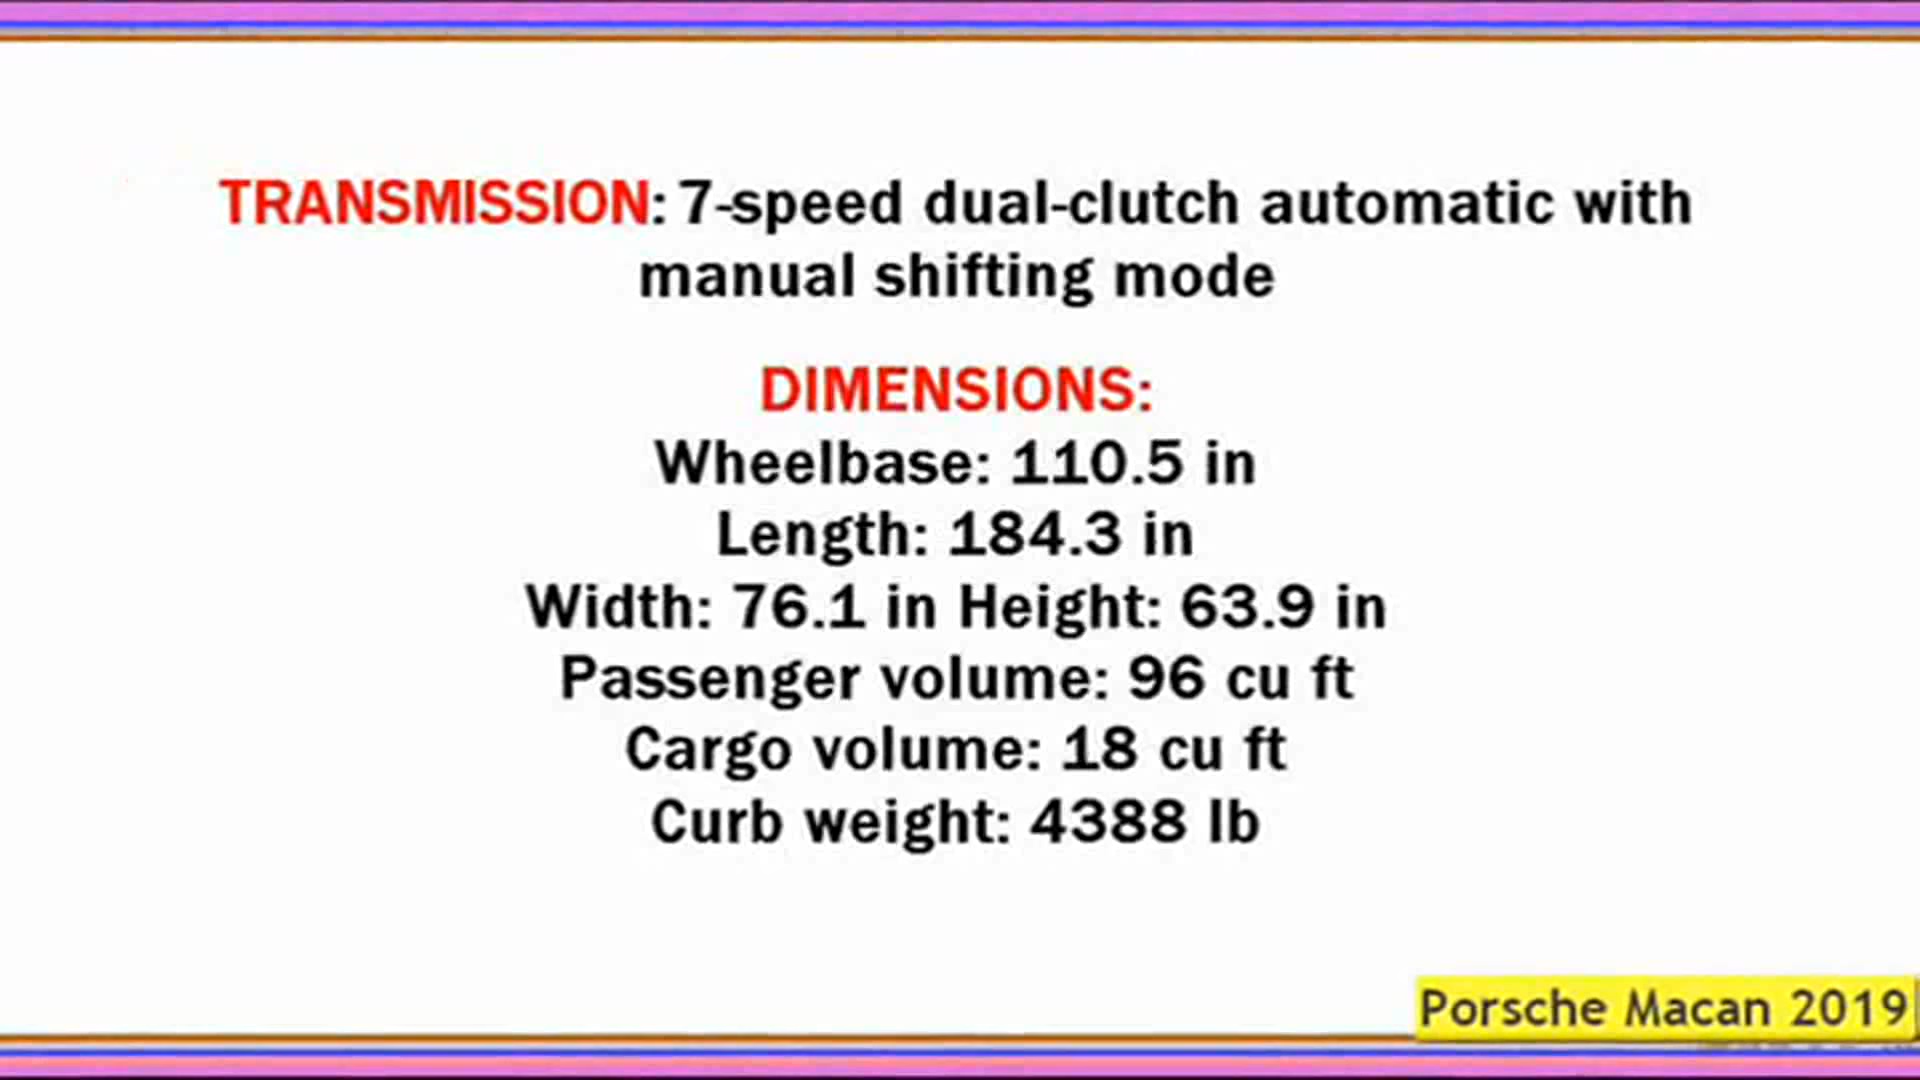 TRANSMISSION: 7-speed dual-clutch automatic with
manual shifting mode
DIMENSIONS:
Wheelbase: 110.5 in
Length: 184.3 in
Width: 76.1 in Height: 63.9 in
Passenger volume: 96 cu ft
Cargo volume: 18 cu ft
Curb weight: 4388 lb
Porsche Macan 2019